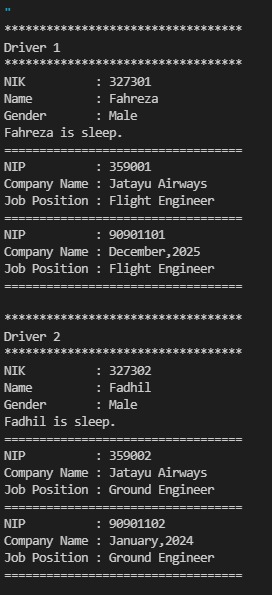 "
**********************************
Driver 1
**********************************
NIK          : 327301
Name         : Fahreza
Gender       : Male
Fahreza is sleep.
==================================
NIP          : 359001
Company Name : Jatayu Airways
Job Position : Flight Engineer
==================================
NIP          : 90901101
Company Name : December,2025
Job Position : Flight Engineer
==================================

**********************************
Driver 2
**********************************
NIK          : 327302
Name         : Fadhil
Gender       : Male
Fadhil is sleep.
==================================
NIP          : 359002
Company Name : Jatayu Airways
Job Position : Ground Engineer
==================================
NIP          : 90901102
Company Name : January,2024
Job Position : Ground Engineer
==================================